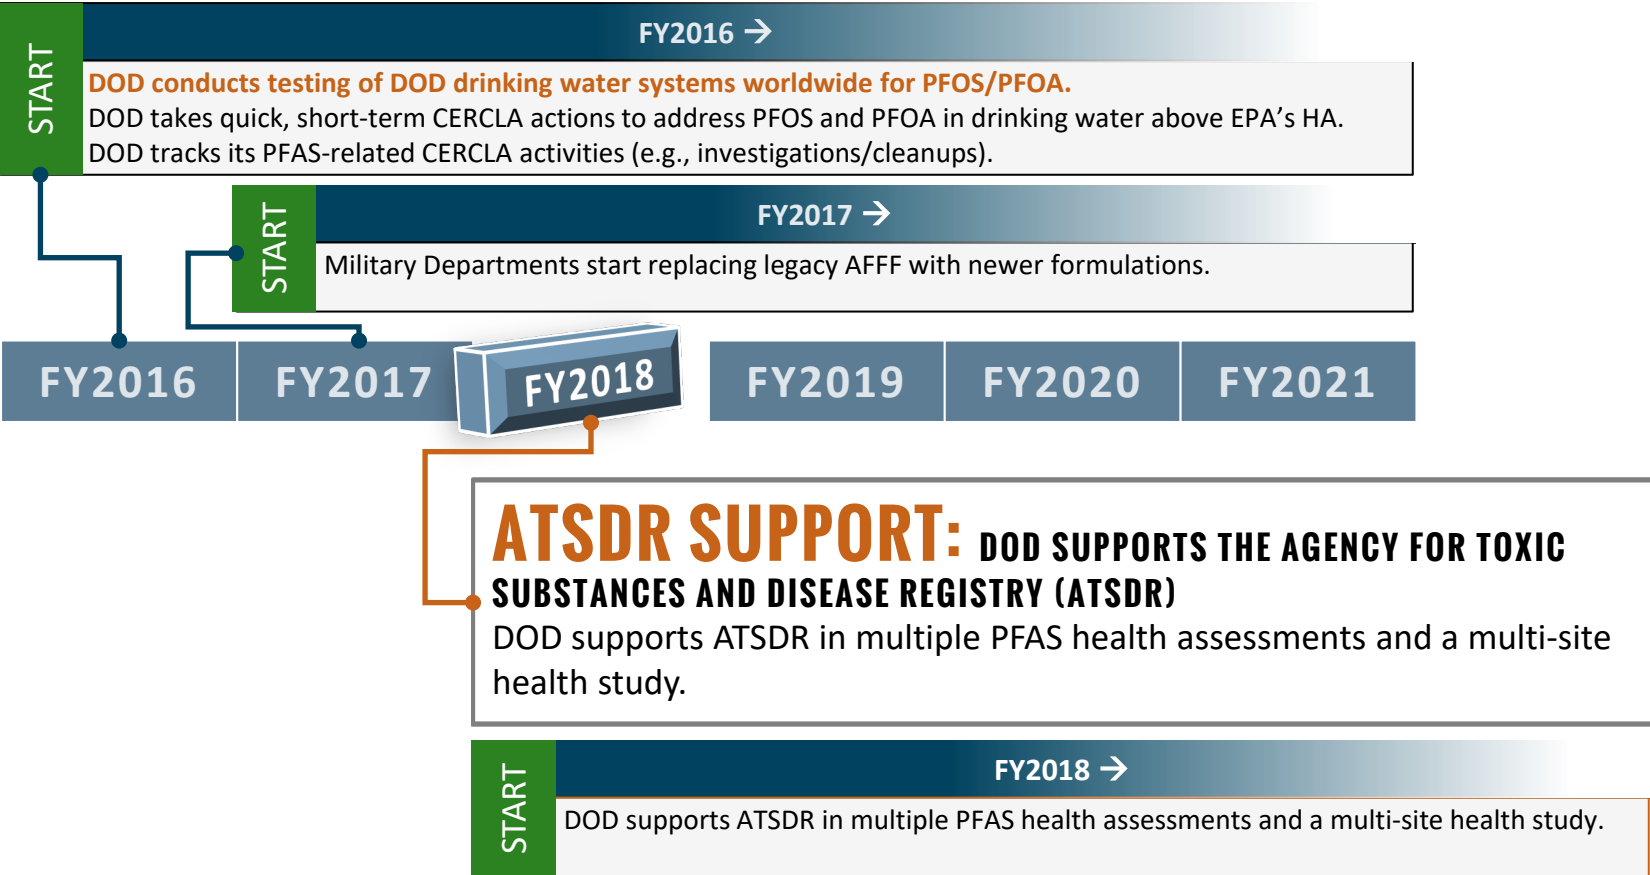 START
FY2016 →
DOD conducts testing of DOD drinking water systems worldwide for PFOS/PFOA.
DOD takes quick, short-term CERCLA actions to address PFOS and PFOA in drinking water above EPA's HA.
DOD tracks its PFAS-related CERCLA activities (e.g., investigations/cleanups).
START
FY2017 →
Military Departments start replacing legacy AFFF with newer formulations.
FY2016 FY2017 FY2018 FY2019 FY2020 FY2021
ATSDR SUPPORT: DOD SUPPORTS THE AGENCY FOR TOXIC
SUBSTANCES AND DISEASE REGISTRY (ATSDR)
DOD supports ATSDR in multiple PFAS health assessments and a multi-site
health study.
START
FY2018 →
DOD supports ATSDR in multiple PFAS health assessments and a multi-site health study.